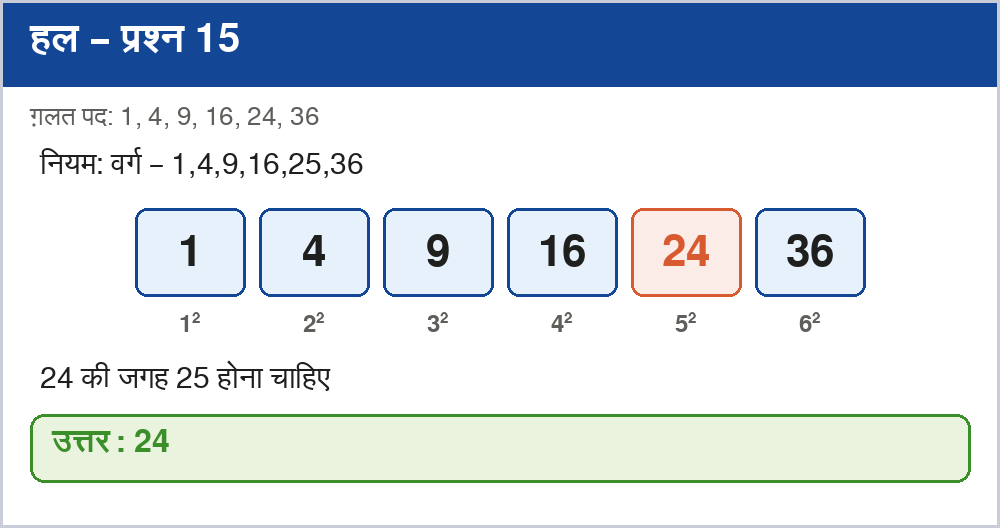 हल – प्रश्न 15
ग़लत पद: 1, 4, 9, 16, 24, 36
नियम: वर्ग – 1,4,9,16,25,36
1 4 9 16 24 36
1² 2² 3² 4² 5² 6²
24 की जगह 25 होना चाहिए
उत्तर : 24